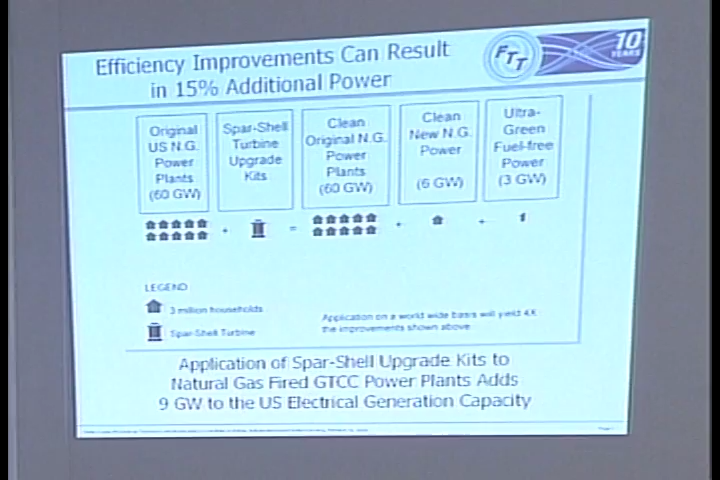 Efficiency Improvements Can Result
in 15% Additional Power
FTT
10
YEARS
Original
US N.G.
Power
Plants
(60 GW)
Spar-Shell
Turbine
Upgrade
Kits
Clean
Original N.G.
Power
Plants
(60 GW)
Clean
New N.G.
Power
(6 GW)
Ultra-
Green
Fuel-free
Power
(3 GW)
+ = + +
LEGEND
3 million households
Spar-Shell Turbine
Application on a world wide basis will yield 4X
the improvements shown above
Application of Spar-Shell Upgrade Kits to
Natural Gas Fired GTCC Power Plants Adds
9 GW to the US Electrical Generation Capacity